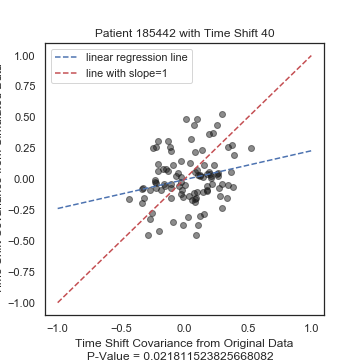 Patient 185442 with Time Shift 40
linear regression line
line with slope=1
1.00
0.75
0.50
0.25
0.00
−0.25
−0.50
−0.75
−1.00
−1.0
−0.5
0.0
0.5
1.0
Time Shift Covariance from Original Data
P-Value = 0.021811523825668082